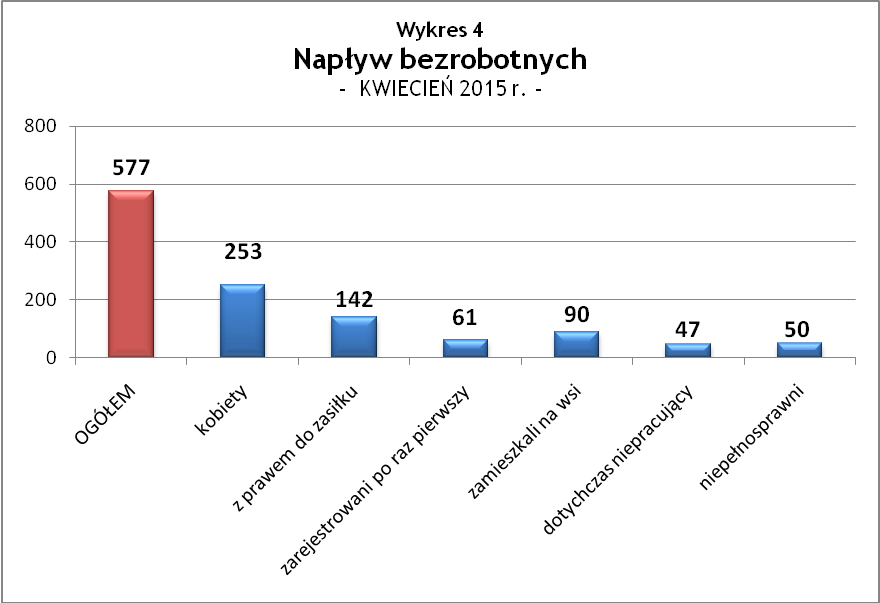 Wykres 4
Napływ bezrobotnych
- KWIECIEŃ 2015 r. -
800
600
400
200
0
577
253
142
61
90
47
50
OGÓŁEM
kobiety
z prawem do zasiłku
zarejestrowani po raz pierwszy
zamieszkali na wsi
dotychczas niepracujący
niepełnosprawni